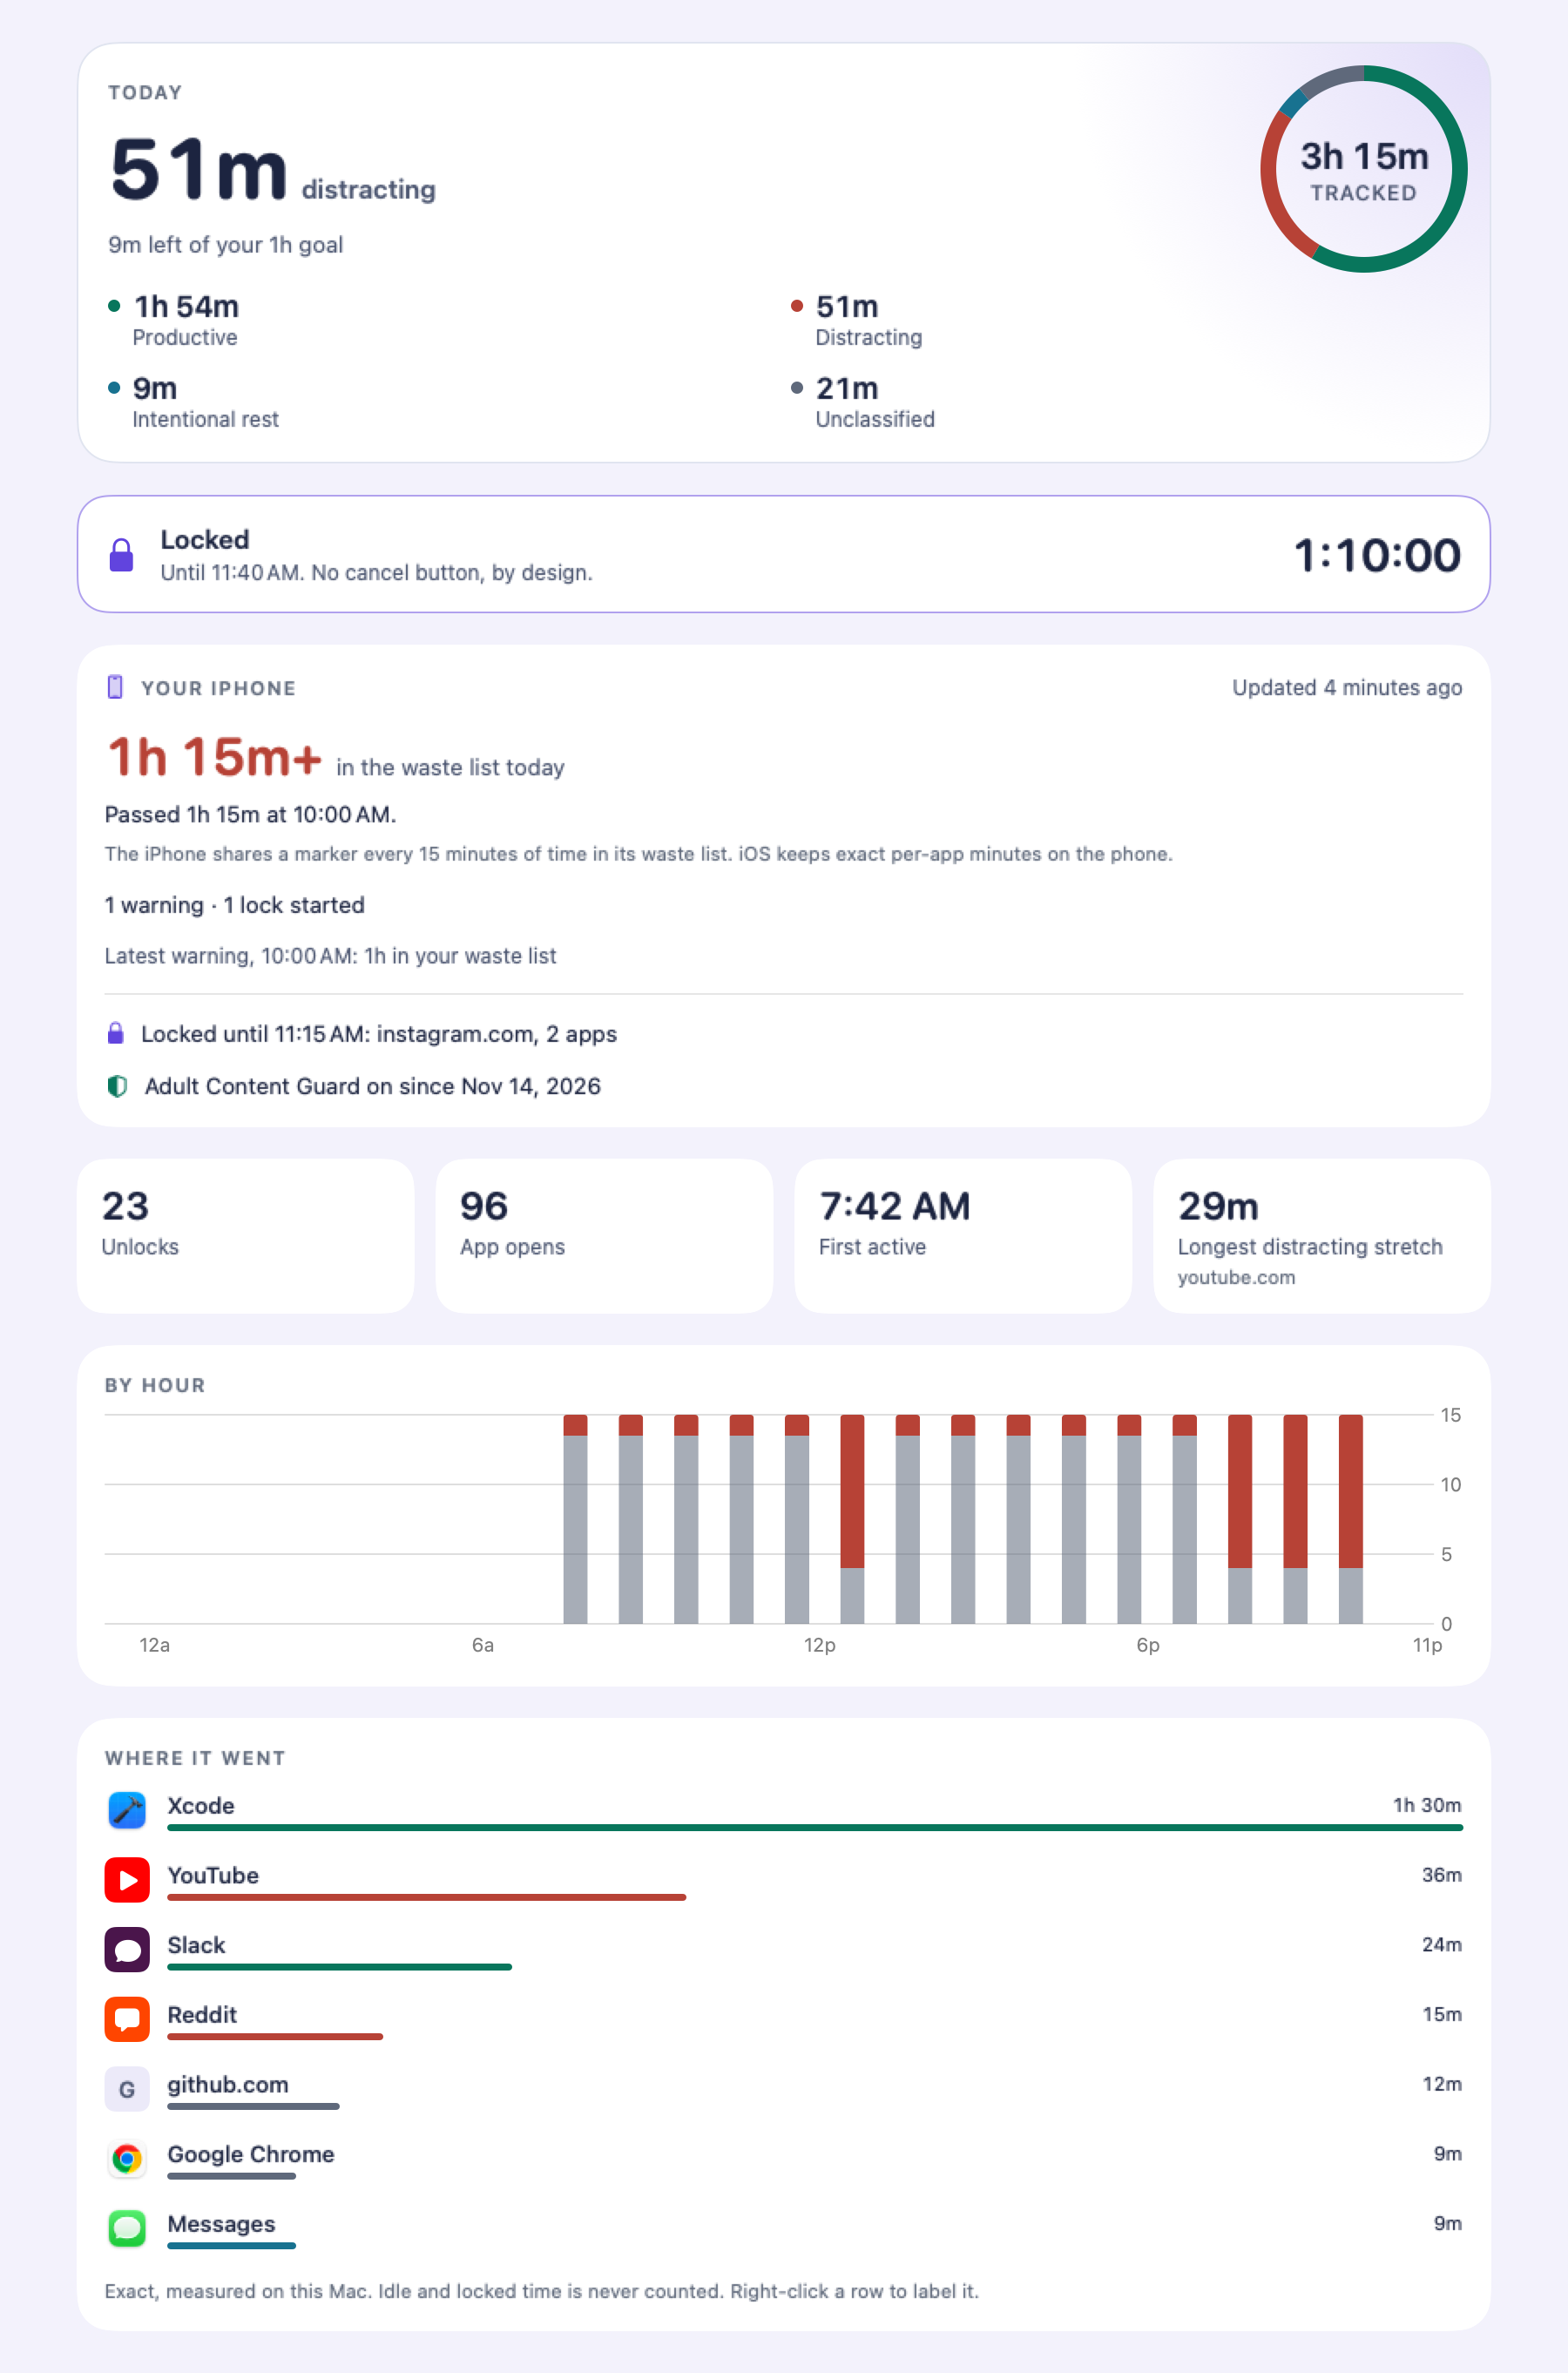 TODAY
51m distracting
9m left of your 1h goal
3h 15m
TRACKED
1h 54m
Productive
51m
Distracting
9m
Intentional rest
21m
Unclassified
Locked
Until 11:40 AM. No cancel button, by design.
1:10:00
YOUR IPHONE
Updated 4 minutes ago
1h 15m+ in the waste list today
Passed 1h 15m at 10:00 AM.
The iPhone shares a marker every 15 minutes of time in its waste list. iOS keeps exact per-app minutes on the phone.
1 warning · 1 lock started
Latest warning, 10:00 AM: 1h in your waste list
Locked until 11:15 AM: instagram.com, 2 apps
Adult Content Guard on since Nov 14, 2026
23
Unlocks
96
App opens
7:42 AM
First active
29m
Longest distracting stretch
youtube.com
BY HOUR
15
10
5
0
12a 6a 12p 6p 11p
WHERE IT WENT
Xcode 1h 30m
YouTube 36m
Slack 24m
Reddit 15m
G github.com 12m
Google Chrome 9m
Messages 9m
Exact, measured on this Mac. Idle and locked time is never counted. Right-click a row to label it.